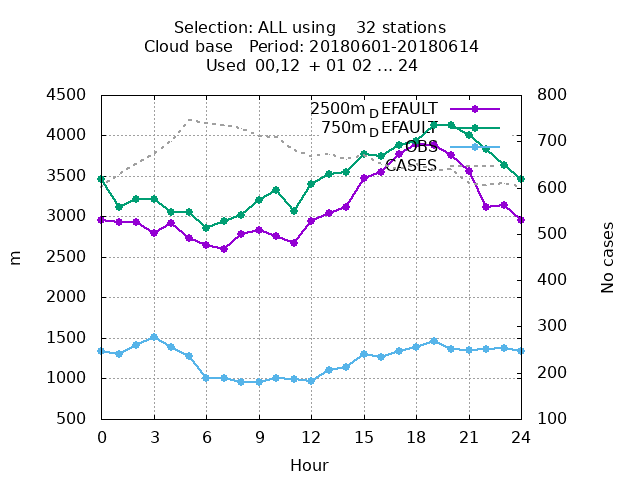 Selection: ALL using    32 stations
Cloud base   Period: 20180601-20180614
Used  00,12  + 01 02 ... 24
4500
4000
3500
3000
2500
2000
1500
1000
500
m
800
700
600
500
400
300
200
100
No cases
2500m_DEFAULT
750m_DEFAULT
OBS
CASES
0 3 6 9 12 15 18 21 24
Hour